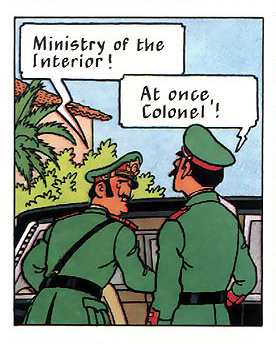 Ministry of the
Interior!
At once,
Colonel!